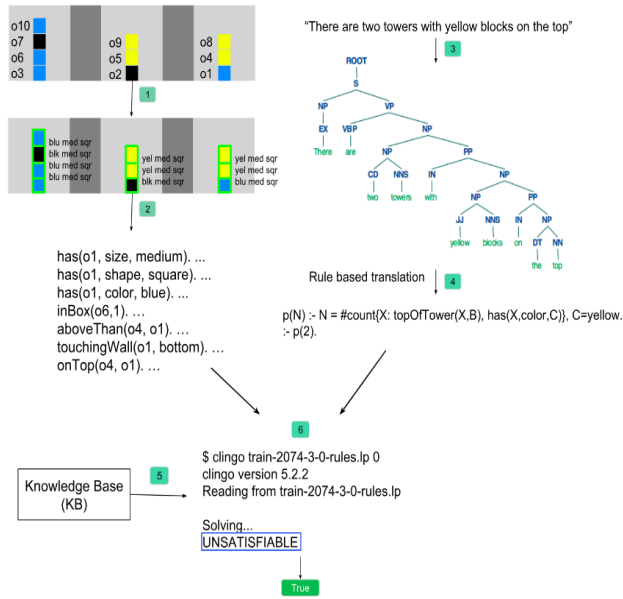 o10
o7
o6
o3
o9
o5
o2
o8
o4
o1
1
blu med sqr
blk med sqr
blu med sqr
blu med sqr
yel med sqr
yel med sqr
blk med sqr
yel med sqr
yel med sqr
blu med sqr
2
has(o1, size, medium). ...
has(o1, shape, square). ...
has(o1, color, blue). ...
inBox(o6,1). ...
aboveThan(o4, o1). ...
touchingWall(o1, bottom). ...
onTop(o4, o1). ...
“There are two towers with yellow blocks on the top”
3
ROOT
S
NP VP
EX VBP NP
There are
NP PP
CD NNS IN NP
two towers with
NP PP
JJ NNS IN NP
yellow blocks on DT NN
the top
Rule based translation
4
p(N) :- N = #count{X: topOfTower(X,B), has(X,color,C)}, C=yellow.
:- p(2).
6
$ clingo train-2074-3-0-rules.lp 0
clingo version 5.2.2
Reading from train-2074-3-0-rules.lp
5
Knowledge Base
(KB)
Solving...
UNSATISFIABLE
True